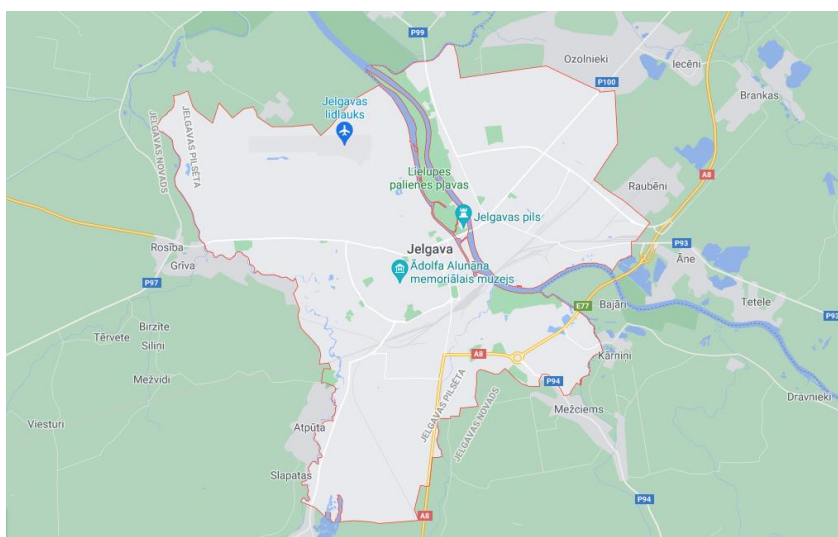 P99
Ozolnieki
Iecēni
P100
Brankas
Jelgavas
lidlauks
JELGAVAS NOVADS
JELGAVAS PILSĒTA
Lielupes
palienes pļavas
A8
Raubēni
Jelgavas pils
Rosība
Grīva
Jelgava
P93
Āne
Ādolfa Alunāna
memoriālais muzejs
P97
E77
Bajāri
Tetele
P93
Birzīte
Tērvete
Siliņi
A8
Kārniņi
Mežvidi
P94
JELGAVAS PILSĒTA
JELGAVAS NOVADS
Mežciems
Dravnieki
Viesturi
Atpūta
Slapatas
P94
A8